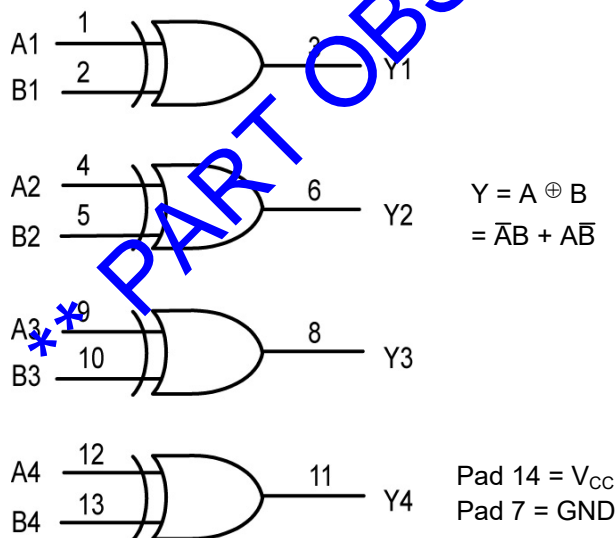 1
A1
3
Y1
2
B1
4
A2
6
Y2
5
B2
Y = A ⊕ B
= A̅B + AB̅
9
A3
8
Y3
10
B3
12
A4
11
Y4
13
B4
Pad 14 = VCC
Pad 7 = GND
** PART OBS